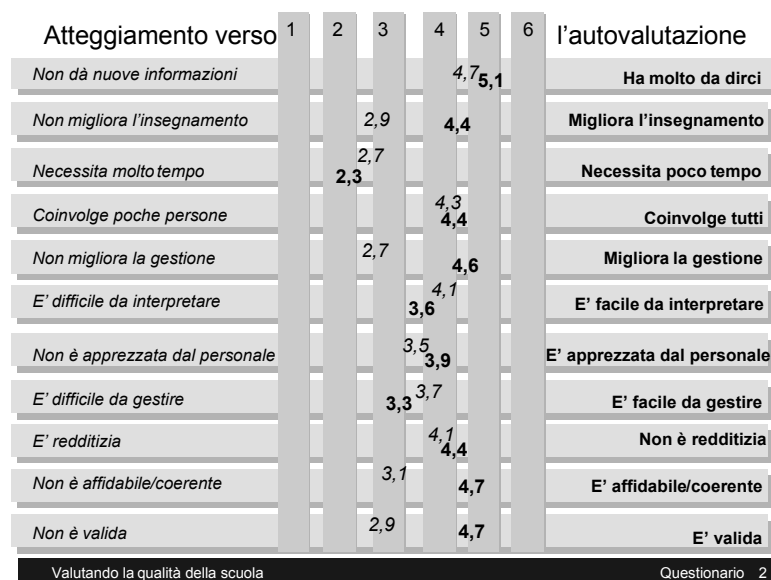 Atteggiamento verso 1 2 3 4 5 6 l'autovalutazione
Non dà nuove informazioni 4,7 5,1 Ha molto da dirci
Non migliora l'insegnamento 2,9 4,4 Migliora l'insegnamento
Necessita molto tempo 2,7 2,3 Necessita poco tempo
Coinvolge poche persone 4,3 4,4 Coinvolge tutti
Non migliora la gestione 2,7 4,6 Migliora la gestione
E' difficile da interpretare 4,1 3,6 E' facile da interpretare
Non è apprezzata dal personale 3,5 3,9 E' apprezzata dal personale
E' difficile da gestire 3,7 3,3 E' facile da gestire
E' redditizia 4,1 4,4 Non è redditizia
Non è affidabile/coerente 3,1 4,7 E' affidabile/coerente
Non è valida 2,9 4,7 E' valida
Valutando la qualità della scuola Questionario 2